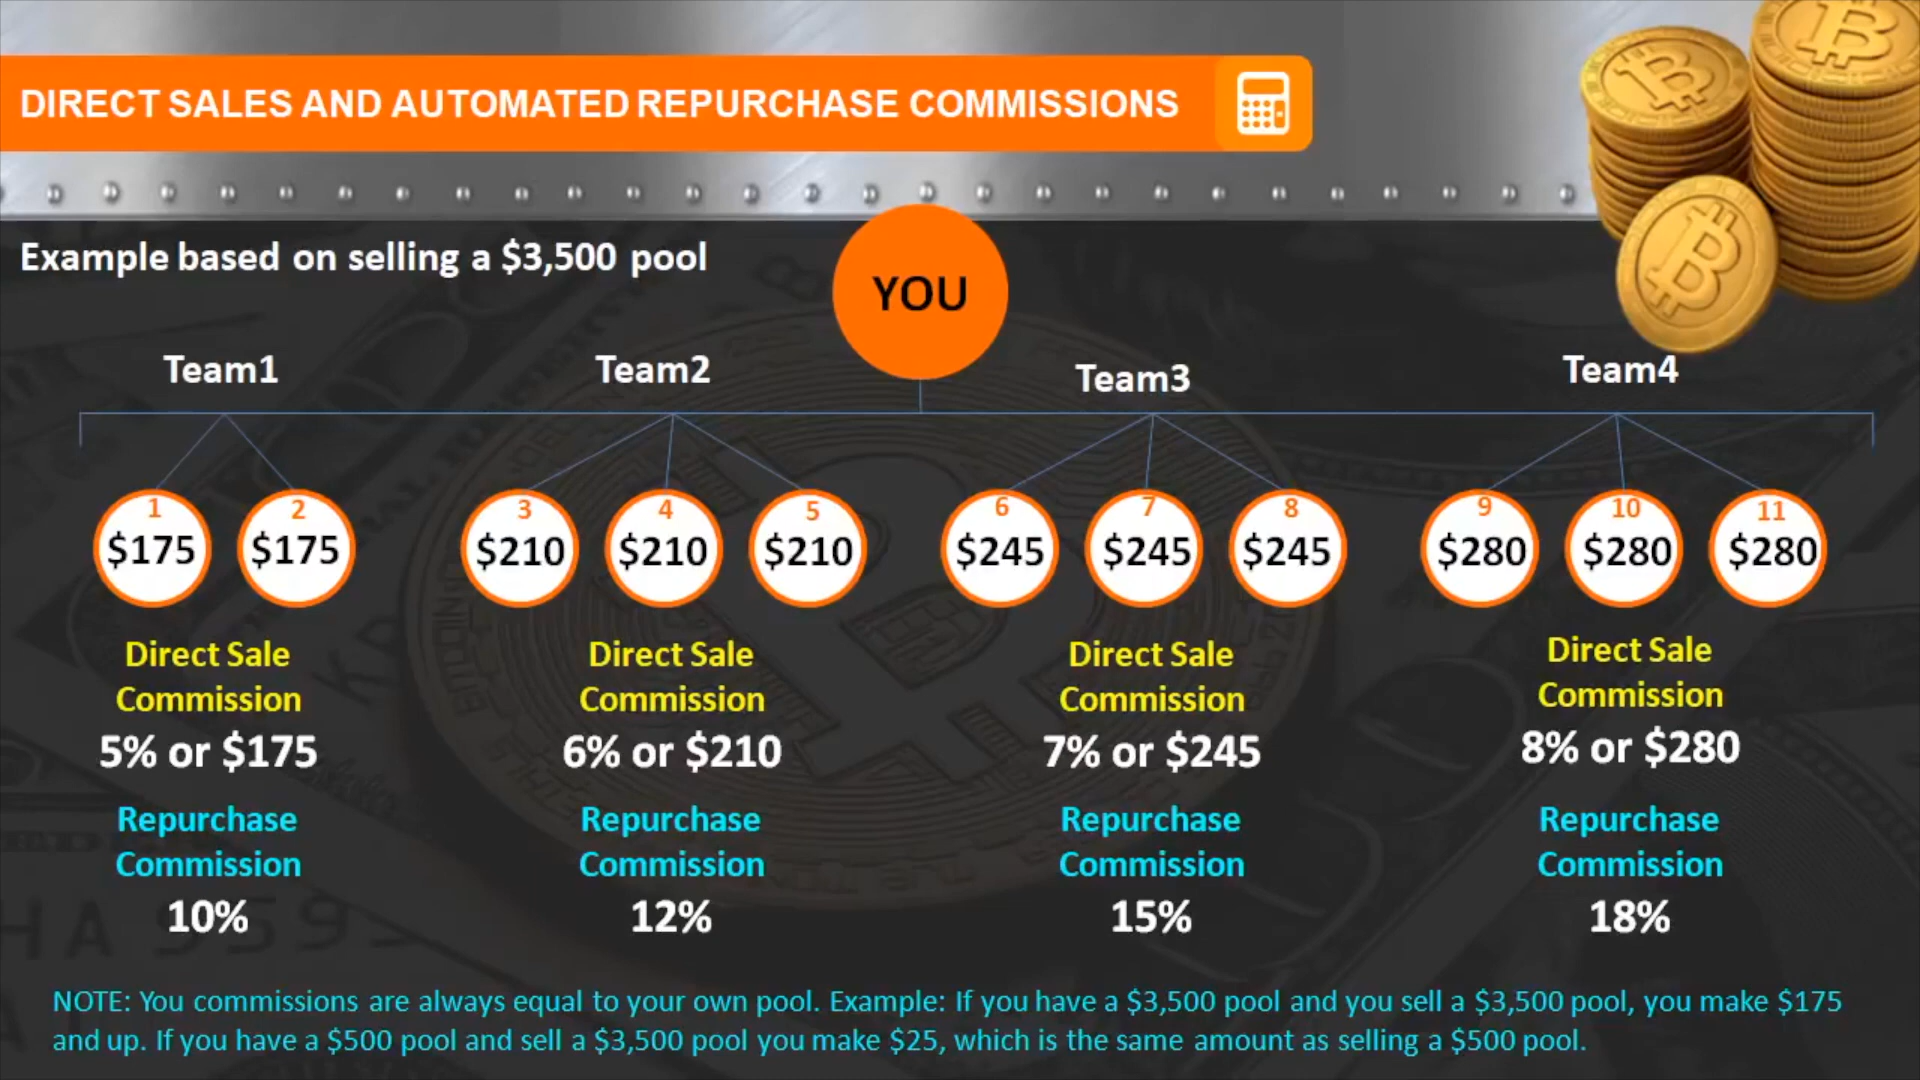 DIRECT SALES AND AUTOMATED REPURCHASE COMMISSIONS
Example based on selling a $3,500 pool
YOU
Team1
Team2
Team3
Team4
1
$175
2
$175
3
$210
4
$210
5
$210
6
$245
7
$245
8
$245
9
$280
10
$280
11
$280
Direct Sale
Commission
5% or $175
Repurchase
Commission
10%
Direct Sale
Commission
6% or $210
Repurchase
Commission
12%
Direct Sale
Commission
7% or $245
Repurchase
Commission
15%
Direct Sale
Commission
8% or $280
Repurchase
Commission
18%
NOTE: You commissions are always equal to your own pool. Example: If you have a $3,500 pool and you sell a $3,500 pool, you make $175
and up. If you have a $500 pool and sell a $3,500 pool you make $25, which is the same amount as selling a $500 pool.